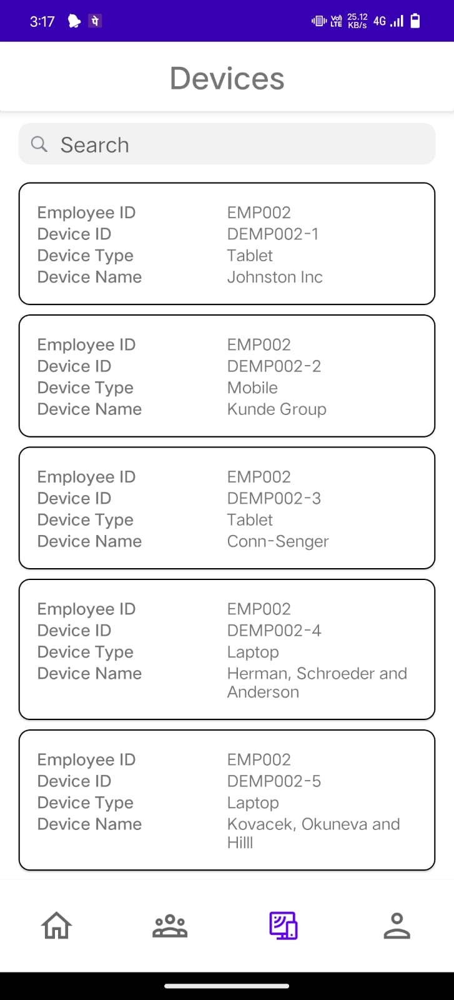 3:17 पे Vo) LTE 25.12 KB/s 4G
Devices
Search
Employee ID EMP002
Device ID DEMP002-1
Device Type Tablet
Device Name Johnston Inc
Employee ID EMP002
Device ID DEMP002-2
Device Type Mobile
Device Name Kunde Group
Employee ID EMP002
Device ID DEMP002-3
Device Type Tablet
Device Name Conn-Senger
Employee ID EMP002
Device ID DEMP002-4
Device Type Laptop
Device Name Herman, Schroeder and
Anderson
Employee ID EMP002
Device ID DEMP002-5
Device Type Laptop
Device Name Kovacek, Okuneva and
Hilll